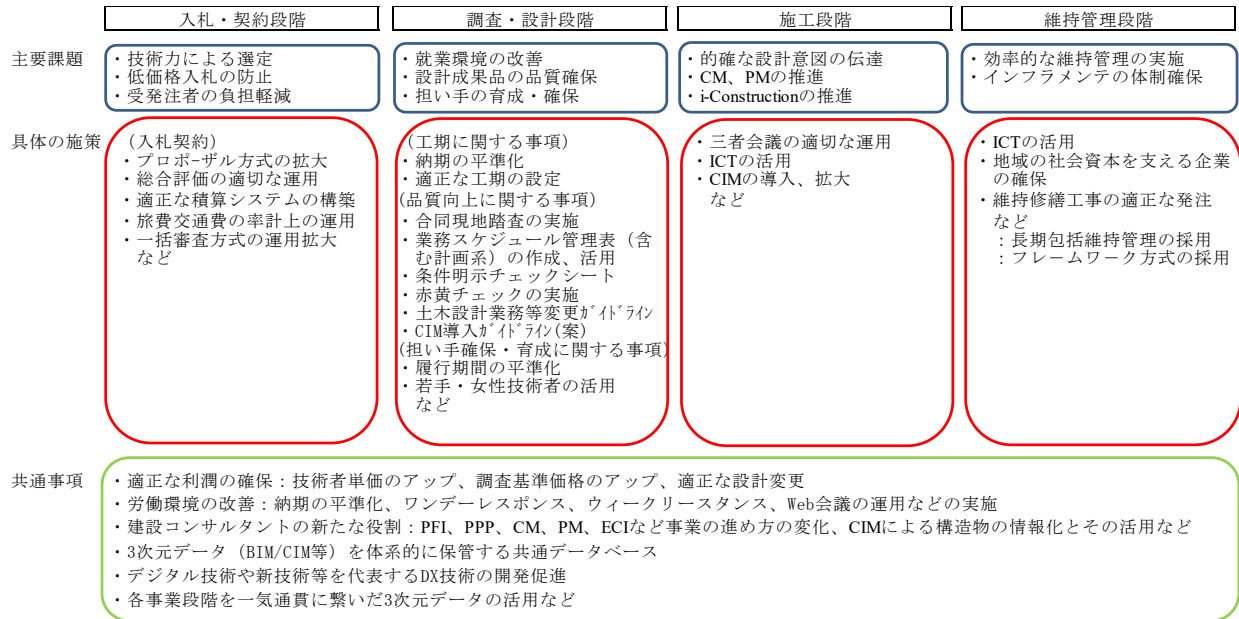 入札・契約段階
調査・設計段階
施工段階
維持管理段階
主要課題
・技術力による選定
・低価格入札の防止
・受発注者の負担軽減
・就業環境の改善
・設計成果品の品質確保
・担い手の育成・確保
・的確な設計意図の伝達
・CM、PMの推進
・i-Constructionの推進
・効率的な維持管理の実施
・インフラメンテの体制確保
具体の施策
(入札契約)
・プロポーザル方式の拡大
・総合評価の適切な運用
・適正な積算システムの構築
・旅費交通費の率計上の運用
・一括審査方式の運用拡大
など
(工期に関する事項)
・納期の平準化
・適正な工期の設定
(品質向上に関する事項)
・合同現地踏査の実施
・業務スケジュール管理表（含
む計画系）の作成、活用
・条件明示チェックシート
・赤黄チェックの実施
・土木設計業務等変更ｶﾞｲﾄﾞﾗｲﾝ
・CIM導入ｶﾞｲﾄﾞﾗｲﾝ(案)
(担い手確保・育成に関する事項)
・履行期間の平準化
・若手・女性技術者の活用
など
・三者会議の適切な運用
・ICTの活用
・CIMの導入、拡大
など
・ICTの活用
・地域の社会資本を支える企業
の確保
・維持修繕工事の適正な発注
など
：長期包括維持管理の採用
：フレームワーク方式の採用
共通事項
・適正な利潤の確保：技術者単価のアップ、調査基準価格のアップ、適正な設計変更
・労働環境の改善：納期の平準化、ワンデーレスポンス、ウィークリースタンス、Web会議の運用などの実施
・建設コンサルタントの新たな役割：PFI、PPP、CM、PM、ECIなど事業の進め方の変化、CIMによる構造物の情報化とその活用など
・3次元データ（BIM/CIM等）を体系的に保管する共通データベース
・デジタル技術や新技術等を代表するDX技術の開発促進
・各事業段階を一気通貫に繋いだ3次元データの活用など